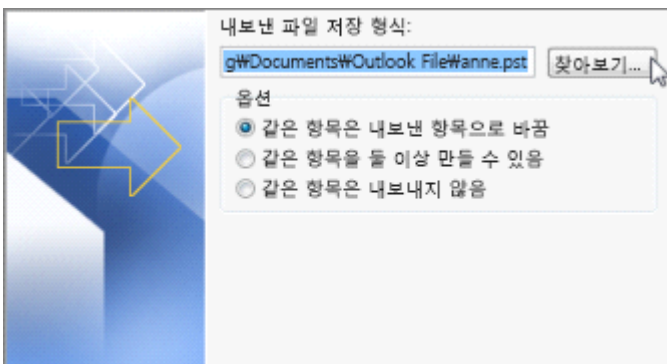 내보낸 파일 저장 형식:
g₩Documents₩Outlook File₩anne.pst 찾아보기...
옵션
같은 항목은 내보낸 항목으로 바꿈
같은 항목을 둘 이상 만들 수 있음
같은 항목은 내보내지 않음